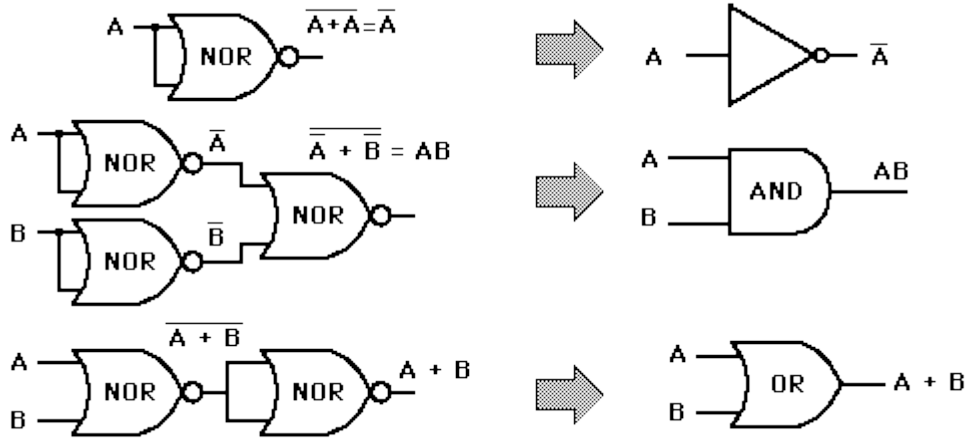 A NOR A̅+̅A̅=A̅
A A̅
A NOR A̅
B NOR B̅
NOR A̅ ̅+̅ ̅B̅ = AB
A B AND AB
A B NOR A̅ ̅+̅ ̅B̅ NOR A + B
A B OR A + B